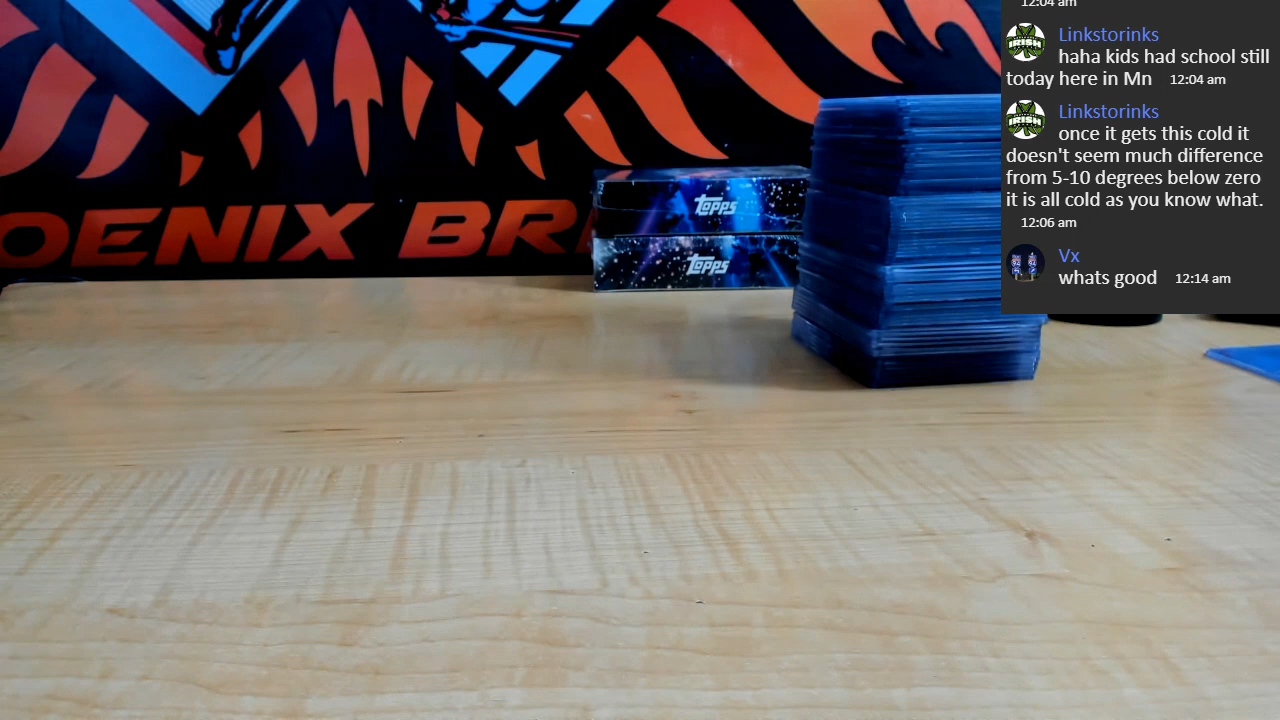 12:04 am
Linkstorinks
haha kids had school still
today here in Mn 12:04 am
Linkstorinks
once it gets this cold it
doesn't seem much difference
from 5-10 degrees below zero
it is all cold as you know what.
12:06 am
Vx
whats good 12:14 am
IRISH
IRISH
TOPPS
TOPPS
OENIX BR